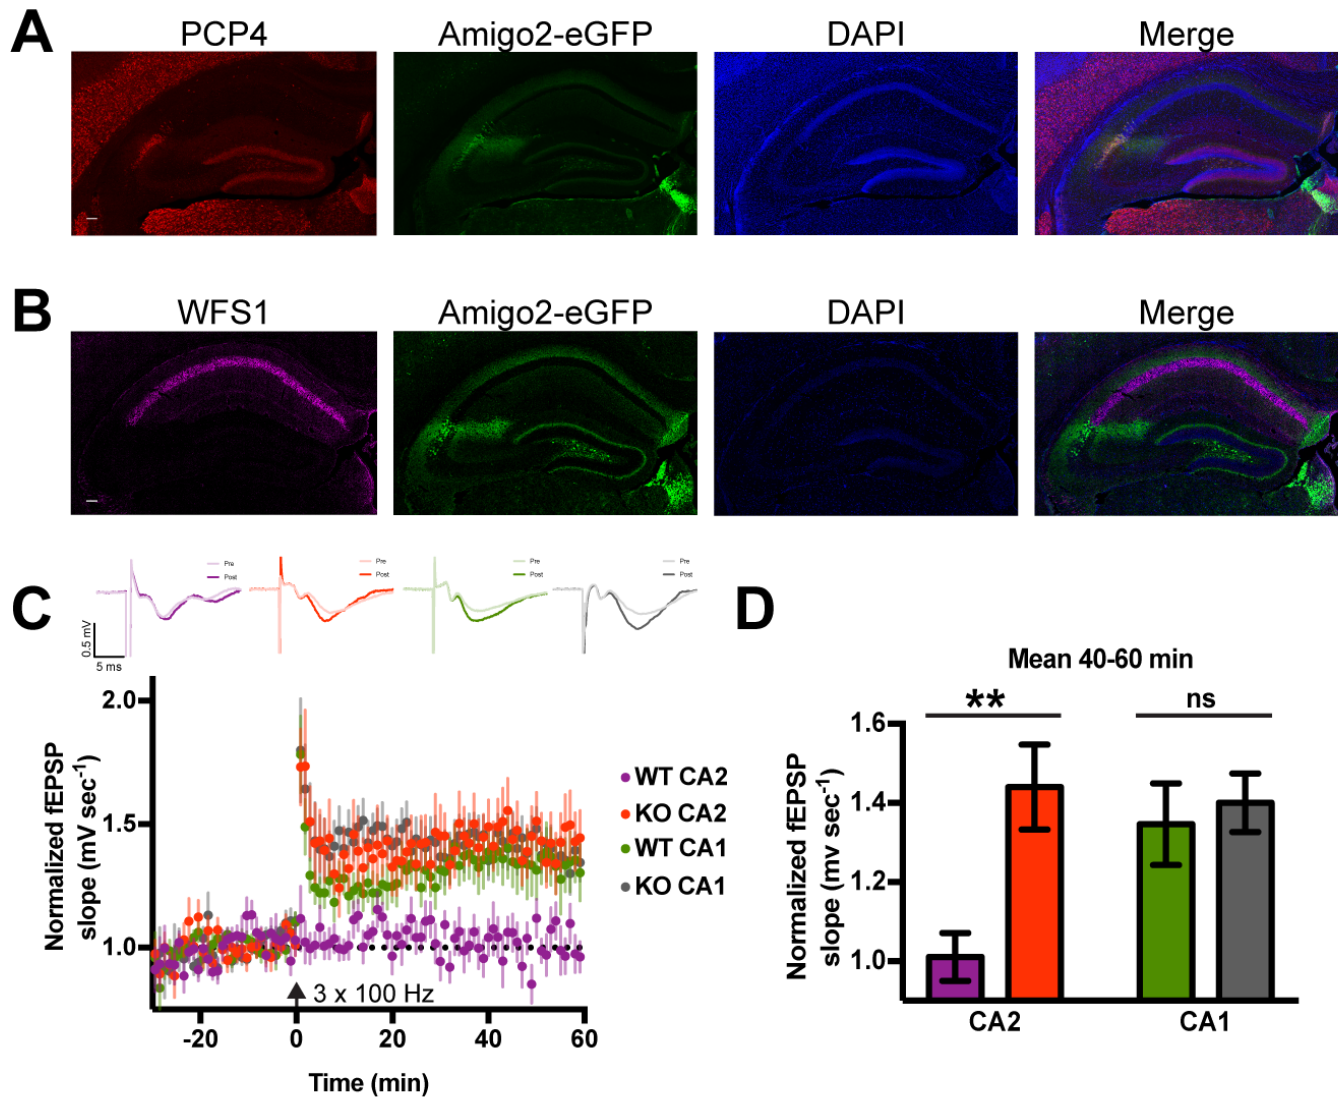 A
PCP4
Amigo2-eGFP
DAPI
Merge
B
WFS1
Amigo2-eGFP
DAPI
Merge
C
Pre
Post
Pre
Post
Pre
Post
Pre
Post
0.5 mV
5 ms
Normalized fEPSP
slope (mV sec⁻¹)
2.0
1.5
1.0
3 x 100 Hz
-20
0
20
40
60
Time (min)
WT CA2
KO CA2
WT CA1
KO CA1
D
Mean 40-60 min
**
ns
Normalized fEPSP
slope (mv sec⁻¹)
1.6
1.4
1.2
1.0
CA2
CA1